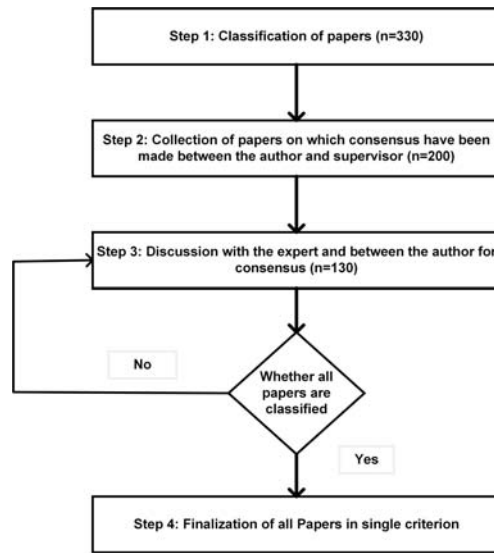 Step 1: Classification of papers (n=330)
Step 2: Collection of papers on which consensus have been
made between the author and supervisor (n=200)
Step 3: Discussion with the expert and between the author for
consensus (n=130)
No
Whether all
papers are
classified
Yes
Step 4: Finalization of all Papers in single criterion